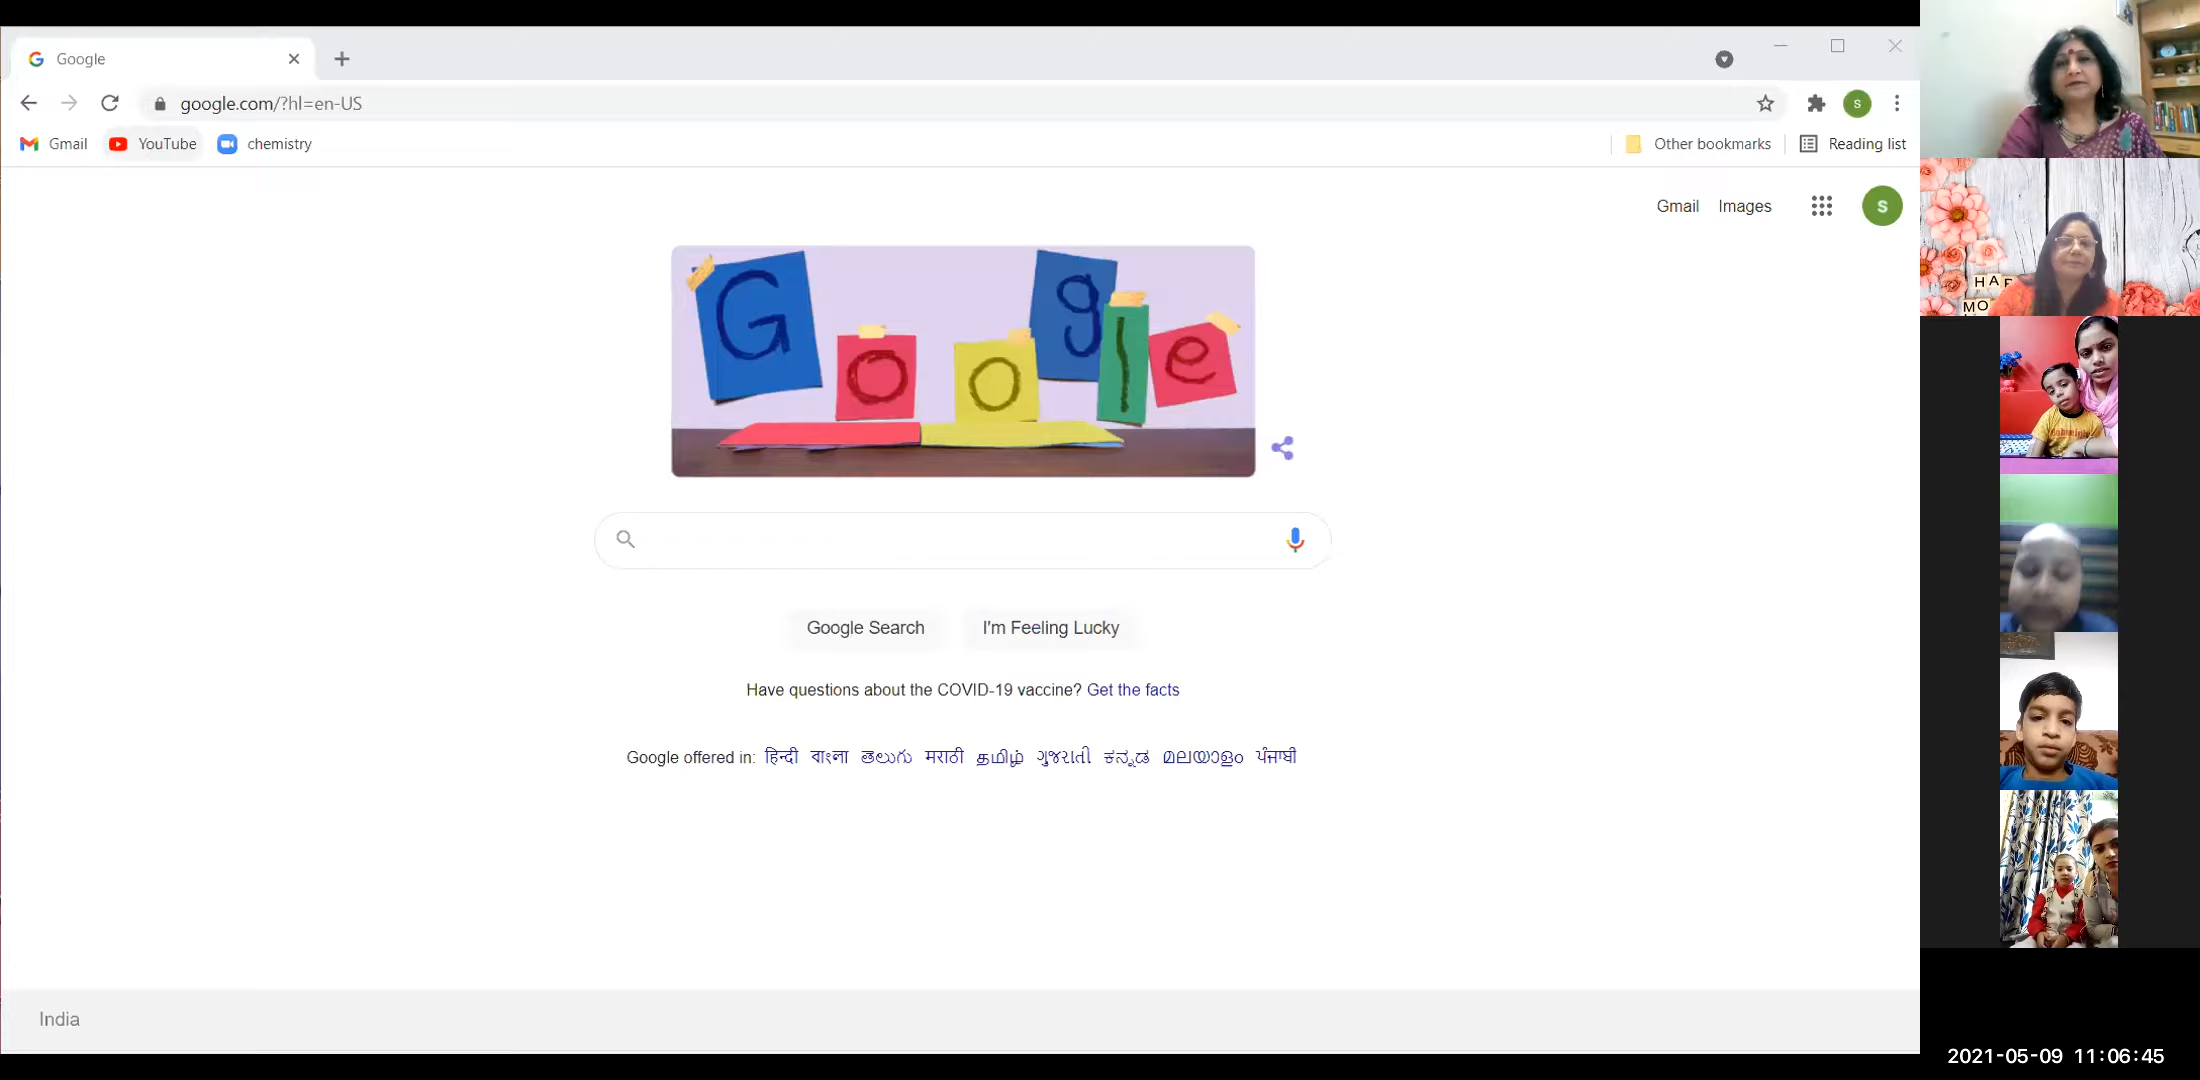 Google
google.com/?hl=en-US
Gmail YouTube chemistry Other bookmarks Reading list
Gmail Images S
Google
Google Search I'm Feeling Lucky
Have questions about the COVID-19 vaccine? Get the facts
Google offered in: हिन्दी বাংলা తెలుగు मराठी தமிழ் ગુજરાતી ಕನ್ನಡ മലയാളം ਪੰਜਾਬੀ
India
HAP
MO
2021-05-09 11:06:45